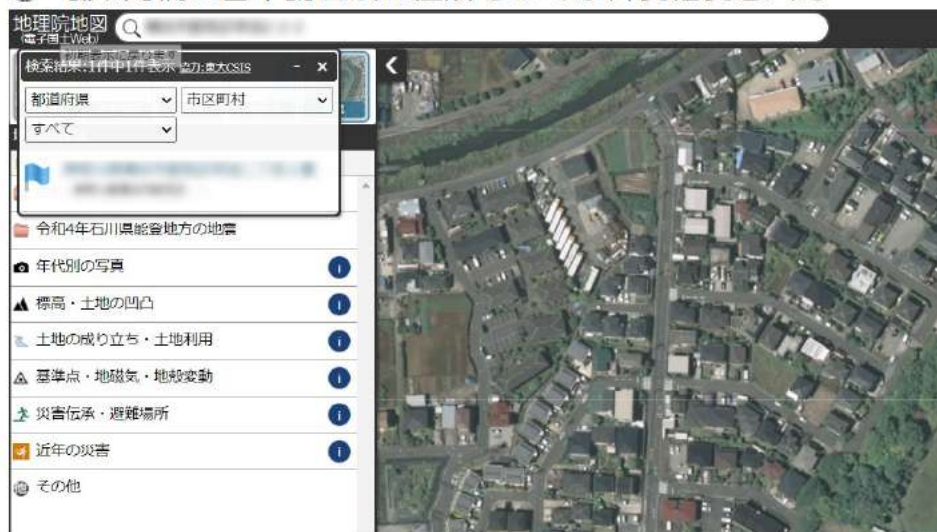 地理院地図
(電子国土Web)
検索結果:1件中1件表示 協力:東大CSIS - ×
都道府県
市区町村
すべて
令和4年石川県能登地方の地震
年代別の写真
標高・土地の凹凸
土地の成り立ち・土地利用
基準点・地磁気・地殻変動
災害伝承・避難場所
近年の災害
その他